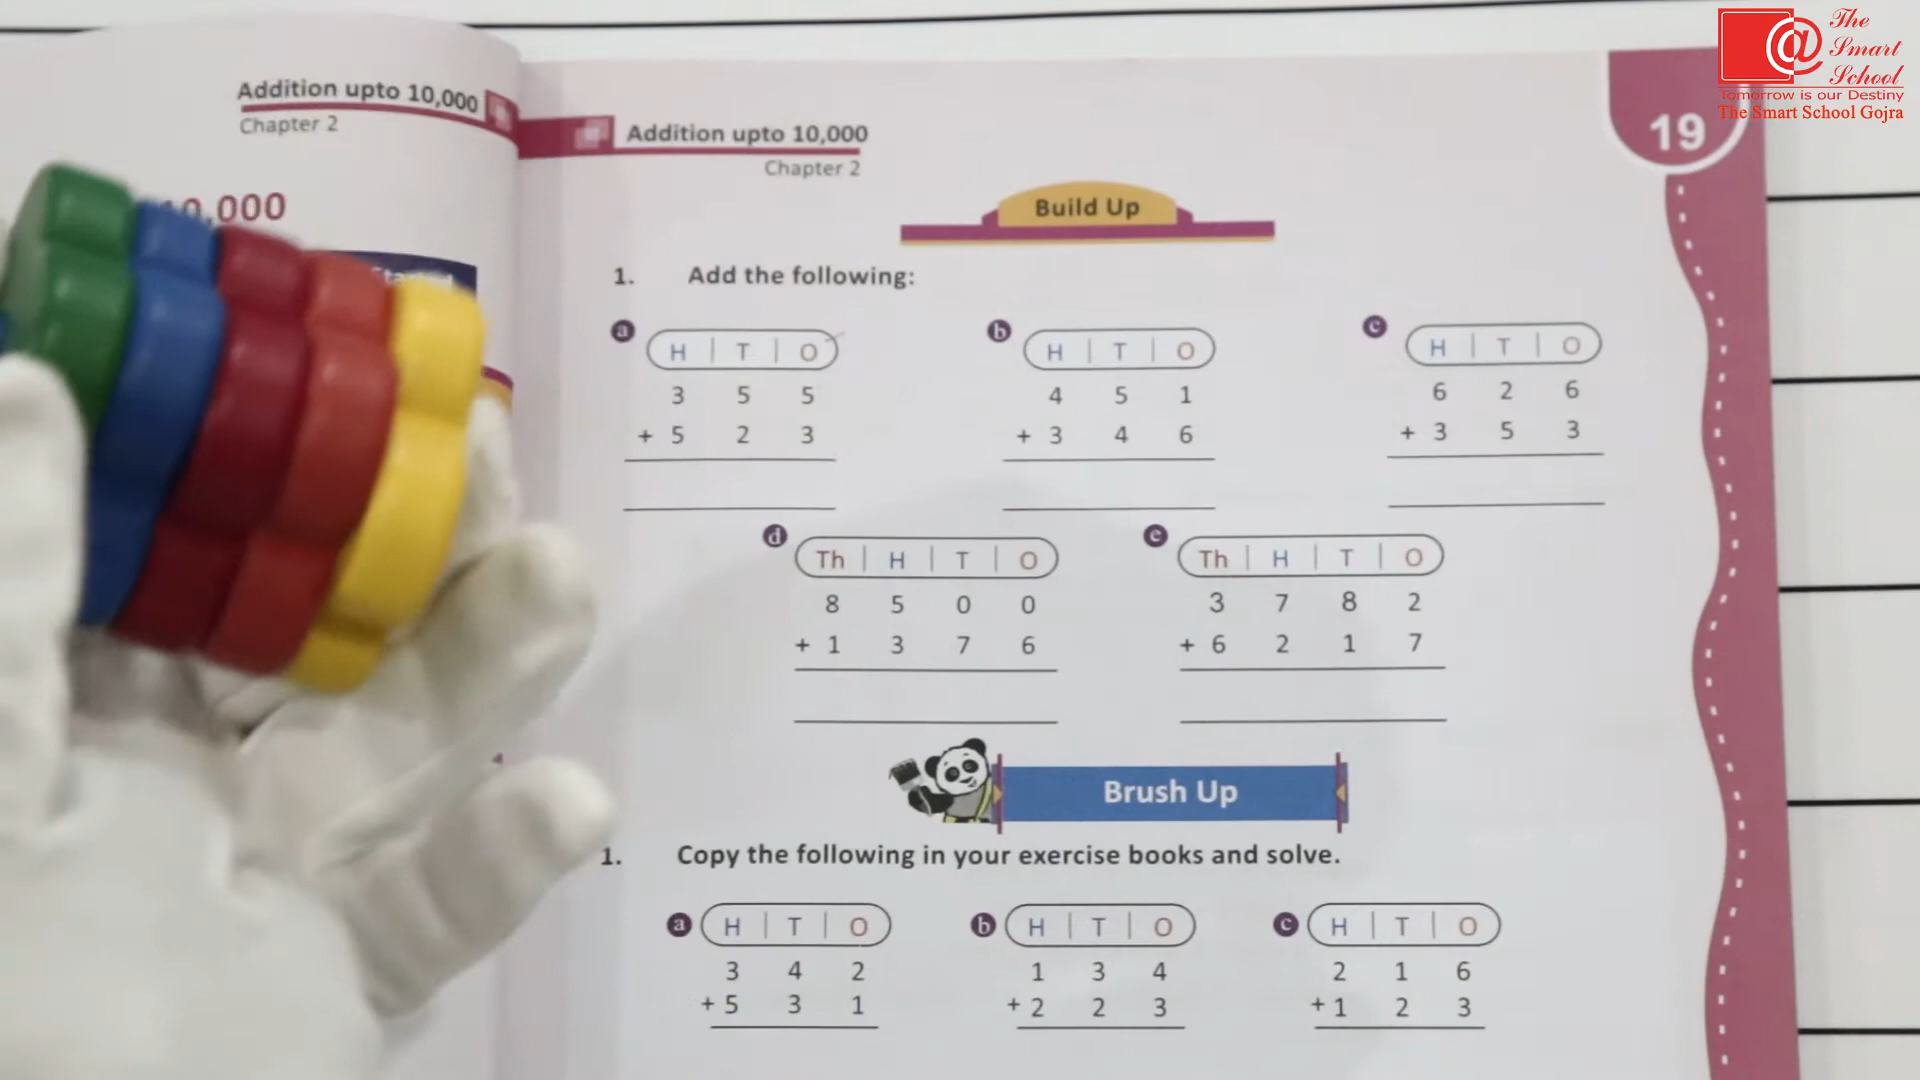 The
Smart
School
Tomorrow is our Destiny
The Smart School Gojra
Addition upto 10,000
Chapter 2
0,000
Addition upto 10,000
Chapter 2
19
Build Up
1. Add the following:
a H | T | O
3 5 5
+ 5 2 3
b H | T | O
4 5 1
+ 3 4 6
c H | T | O
6 2 6
+ 3 5 3
d Th | H | T | O
8 5 0 0
+ 1 3 7 6
e Th | H | T | O
3 7 8 2
+ 6 2 1 7
Brush Up
1. Copy the following in your exercise books and solve.
a H | T | O
3 4 2
+ 5 3 1
b H | T | O
1 3 4
+ 2 2 3
c H | T | O
2 1 6
+ 1 2 3